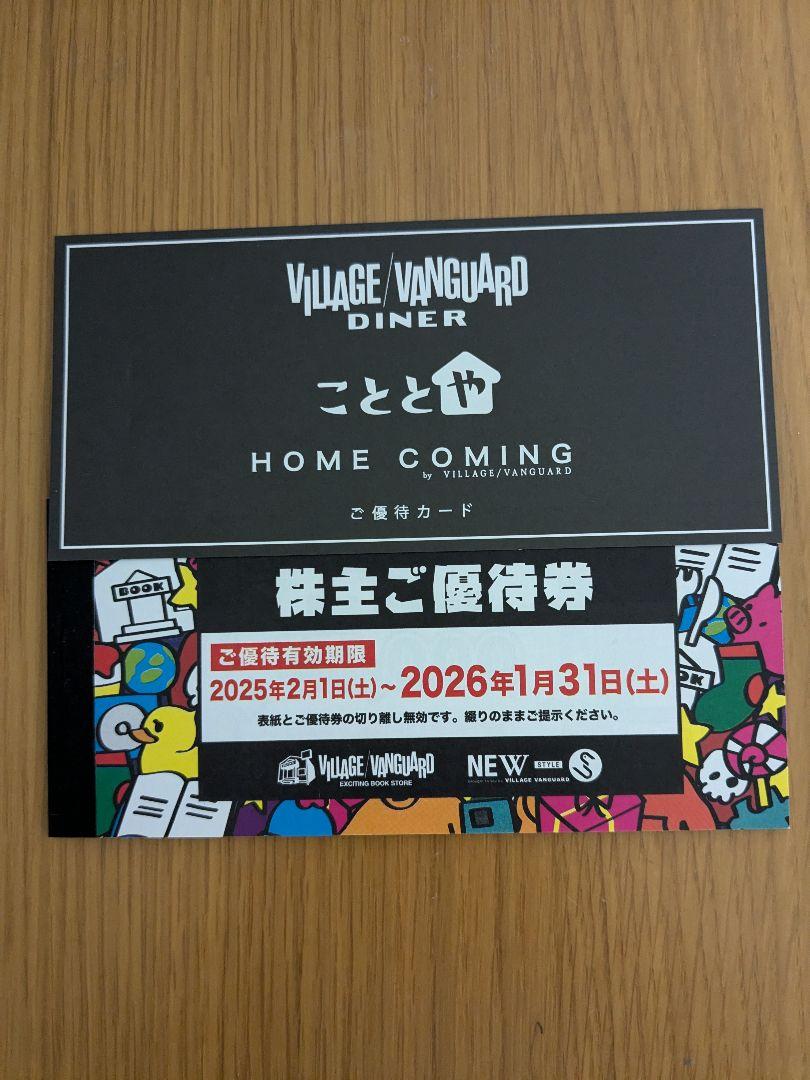 VILLAGE/VANGUARD
DINER
こととや
HOME COMING
by VILLAGE/VANGUARD
ご優待カード
BOOK
株主ご優待券
ご優待有効期限
2025年2月1日(土)~2026年1月31日(土)
表紙とご優待券の切り離し無効です。綴りのままご提示ください。
VILLAGE/VANGUARD
EXCITING BOOK STORE
NEW STYLE
VILLAGE VANGUARD